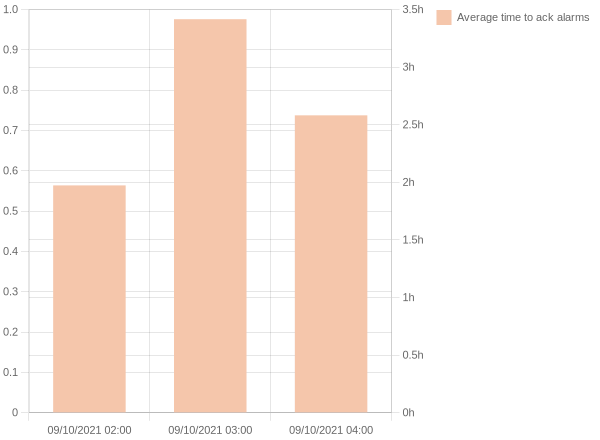 1.0
0.9
0.8
0.7
0.6
0.5
0.4
0.3
0.2
0.1
0
3.5h
3h
2.5h
2h
1.5h
1h
0.5h
0h
09/10/2021 02:00
09/10/2021 03:00
09/10/2021 04:00
Average time to ack alarms